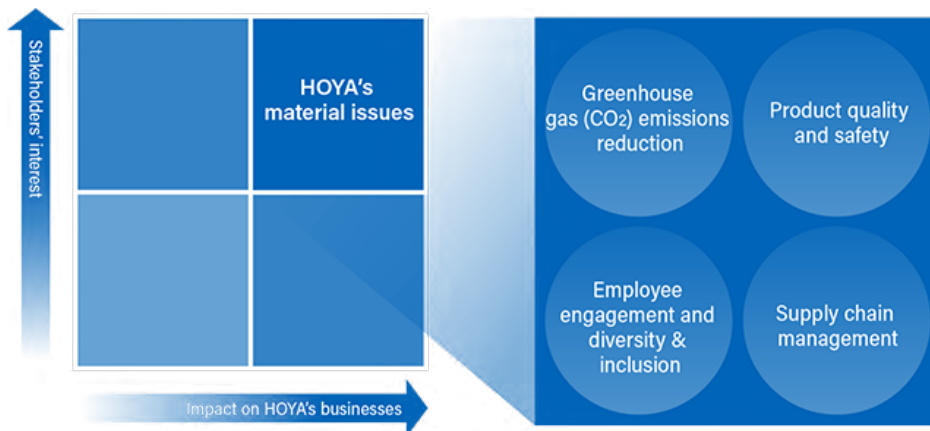 Stakeholders' interest
HOYA's
material issues
Impact on HOYA's businesses
Greenhouse
gas (CO₂) emissions
reduction
Product quality
and safety
Employee
engagement and
diversity &
inclusion
Supply chain
management